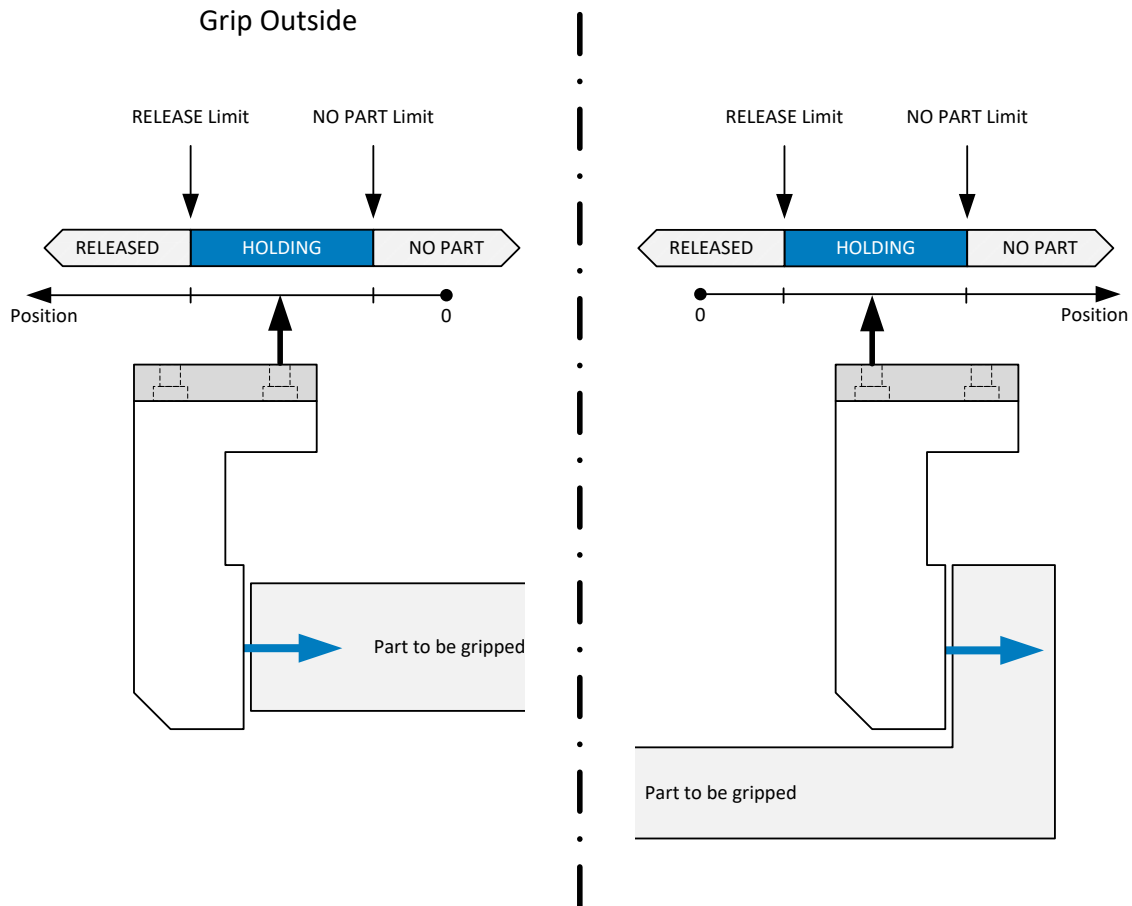 Grip Outside
RELEASE Limit
NO PART Limit
RELEASED
HOLDING
NO PART
Position
0
Part to be gripped
RELEASE Limit
NO PART Limit
RELEASED
HOLDING
NO PART
0
Position
Part to be gripped